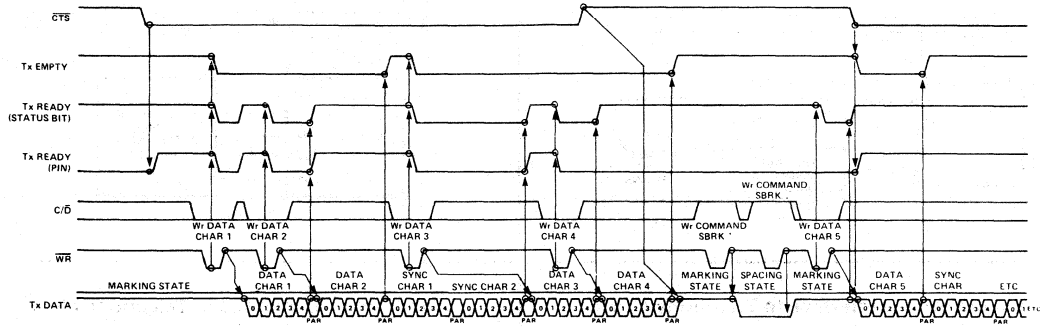 CTS
Tx EMPTY
Tx READY
(STATUS BIT)
Tx READY
(PIN)
C/D
Wr DATA
CHAR 1
Wr DATA
CHAR 2
Wr DATA
CHAR 3
Wr DATA
CHAR 4
Wr COMMAND
SBRK
Wr COMMAND
SBRK
Wr DATA
CHAR 5
WR
MARKING STATE
DATA
CHAR 1
DATA
CHAR 2
SYNC
CHAR 1
SYNC CHAR 2
DATA
CHAR 3
DATA
CHAR 4
MARKING
STATE
SPACING
STATE
MARKING
STATE
DATA
CHAR 5
SYNC
CHAR
ETC
Tx DATA
0 1 2 3 4 0 1 2 3 4 0 1 2 3 4 0 1 2 3 4 0 1 2 3 4 0 1 2 3 4 0 1 2 3 4 0 1 2 3 4 0 1 ETC
PAR PAR PAR PAR PAR PAR PAR PAR